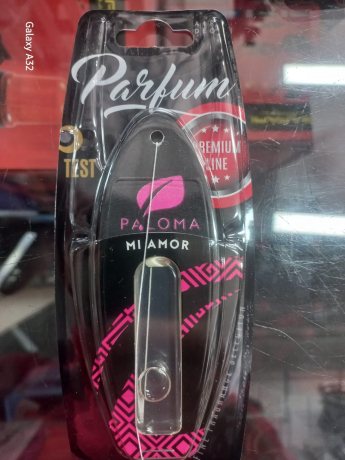 Galaxy A32
Parfum
TEST
PREMIUM
LINE
PALOMA
MI AMOR